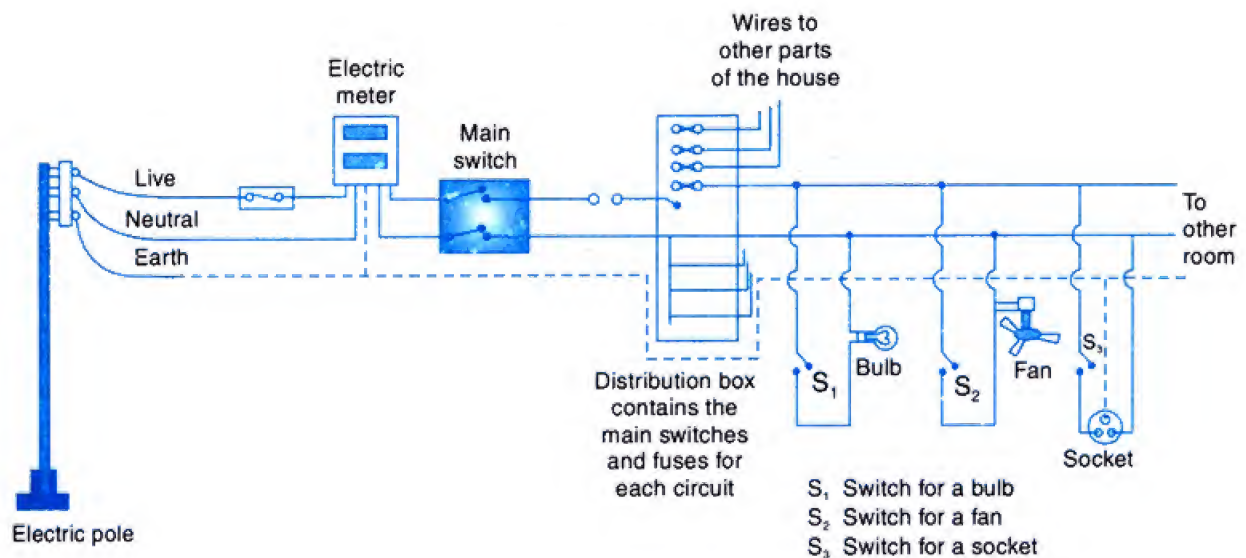 Wires to
other parts
of the house
Electric
meter
Main
switch
Live
Neutral
Earth
To
other
room
S₃
S₁
Bulb
S₂
Fan
Distribution box
contains the
main switches
and fuses for
each circuit
Socket
S₁ Switch for a bulb
S₂ Switch for a fan
S₃ Switch for a socket
Electric pole